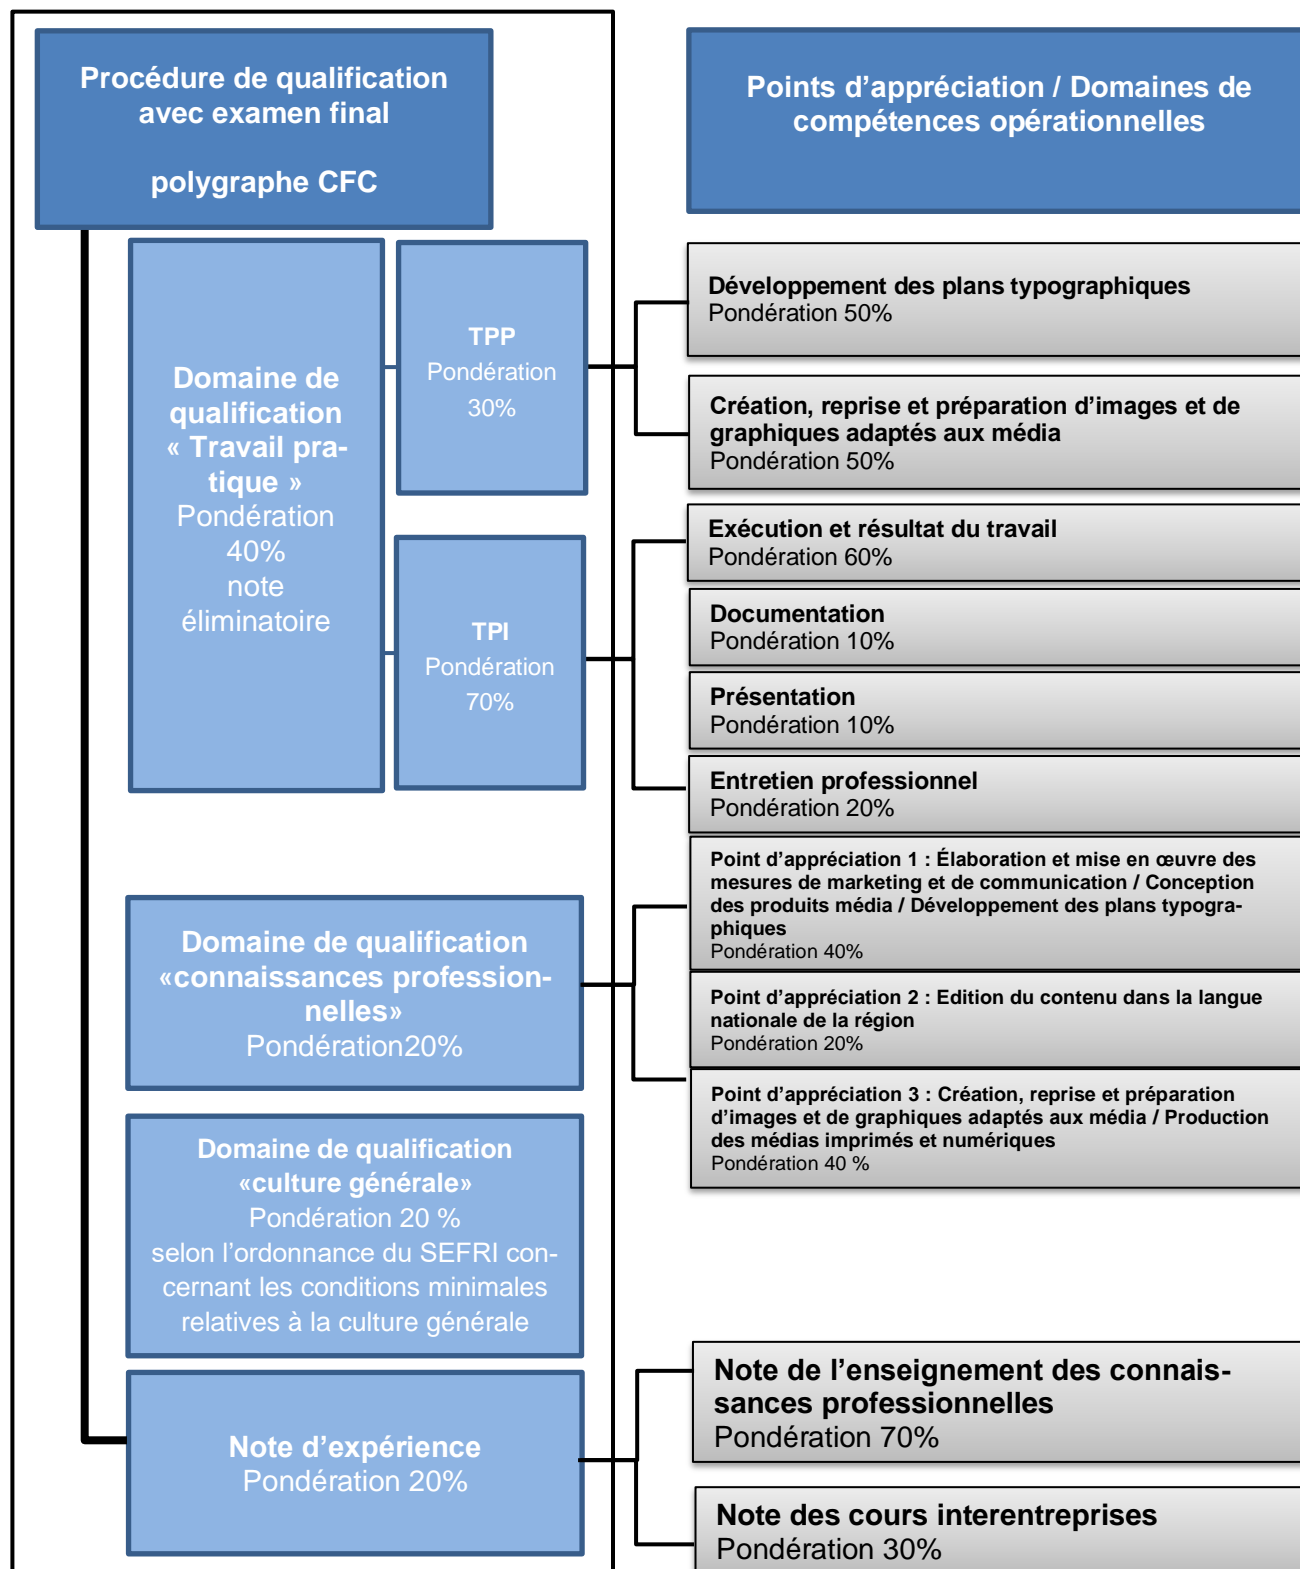 Procédure de qualification
avec examen final
polygraphe CFC
Points d’appréciation / Domaines de
compétences opérationnelles
Domaine de
qualification
« Travail pra-
tique »
Pondération
40%
note
éliminatoire
TPP
Pondération
30%
Développement des plans typographiques
Pondération 50%
Création, reprise et préparation d’images et de
graphiques adaptés aux média
Pondération 50%
TPI
Pondération
70%
Exécution et résultat du travail
Pondération 60%
Documentation
Pondération 10%
Présentation
Pondération 10%
Entretien professionnel
Pondération 20%
Domaine de qualification
«connaissances profession-
nelles»
Pondération20%
Point d’appréciation 1 : Élaboration et mise en œuvre des
mesures de marketing et de communication / Conception
des produits média / Développement des plans typogra-
phiques
Pondération 40%
Point d’appréciation 2 : Edition du contenu dans la langue
nationale de la région
Pondération 20%
Point d’appréciation 3 : Création, reprise et préparation
d’images et de graphiques adaptés aux média / Production
des médias imprimés et numériques
Pondération 40 %
Domaine de qualification
«culture générale»
Pondération 20 %
selon l’ordonnance du SEFRI con-
cernant les conditions minimales
relatives à la culture générale
Note d’expérience
Pondération 20%
Note de l’enseignement des connais-
sances professionnelles
Pondération 70%
Note des cours interentreprises
Pondération 30%